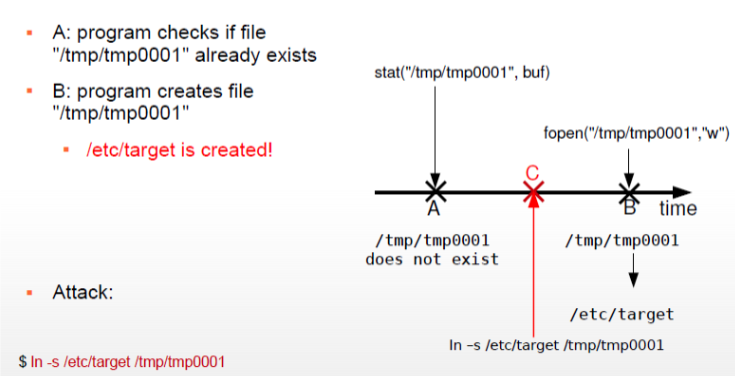 A: program checks if file
"/tmp/tmp0001" already exists
B: program creates file
"/tmp/tmp0001"
/etc/target is created!
Attack:
$ ln -s /etc/target /tmp/tmp0001
stat("/tmp/tmp0001", buf)
fopen("/tmp/tmp0001","w")
C
A
B
time
/tmp/tmp0001
does not exist
/tmp/tmp0001
/etc/target
ln -s /etc/target /tmp/tmp0001